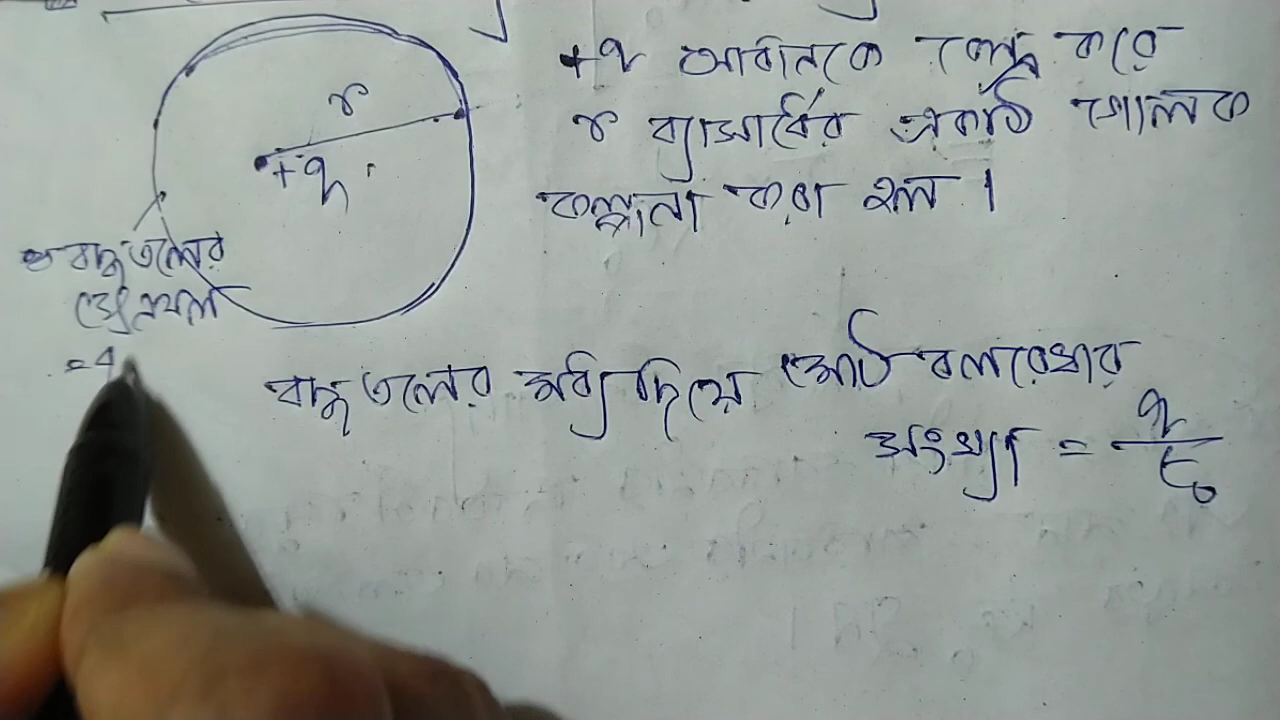 +q আধানকে কেন্দ্র করে
r ব্যাসার্ধের একটি গোলক
কল্পনা করা হল ।
r
+q
বদ্ধতলের
ক্ষেত্রফল
=4
বদ্ধতলের মধ্যি দিয়ে মোট বলরেখার
সংখ্যা = q/ε₀